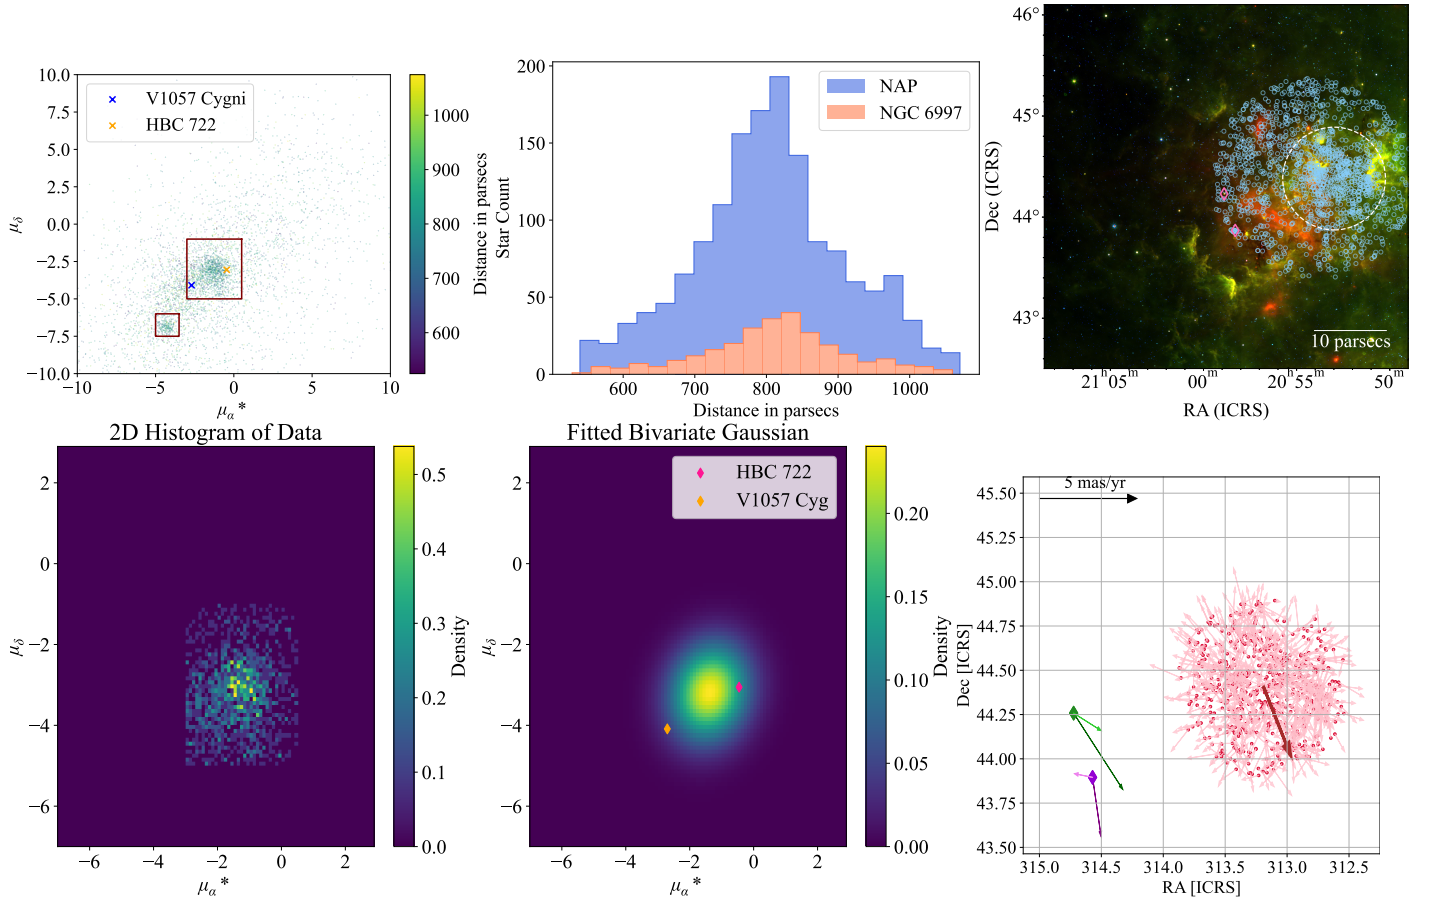 10.0
7.5
5.0
2.5
0.0
−2.5
−5.0
−7.5
−10.0
μδ
V1057 Cygni
HBC 722
−10
−5
0
5
10
μα*
1000
900
800
700
600
Distance in parsecs
200
150
100
50
0
Star Count
NAP
NGC 6997
600
700
800
900
1000
Distance in parsecs
46°
45°
44°
43°
Dec (ICRS)
10 parsecs
21h05m
00m
20h55m
50m
RA (ICRS)
2D Histogram of Data
2
0
−2
−4
−6
μδ
−6
−4
−2
0
2
μα*
0.5
0.4
0.3
0.2
0.1
0.0
Density
Fitted Bivariate Gaussian
HBC 722
V1057 Cyg
2
0
−2
−4
−6
μδ
−6
−4
−2
0
2
μα*
0.20
0.15
0.10
0.05
0.00
Density
5 mas/yr
45.50
45.25
45.00
44.75
44.50
44.25
44.00
43.75
43.50
Dec [ICRS]
315.0
314.5
314.0
313.5
313.0
312.5
RA [ICRS]